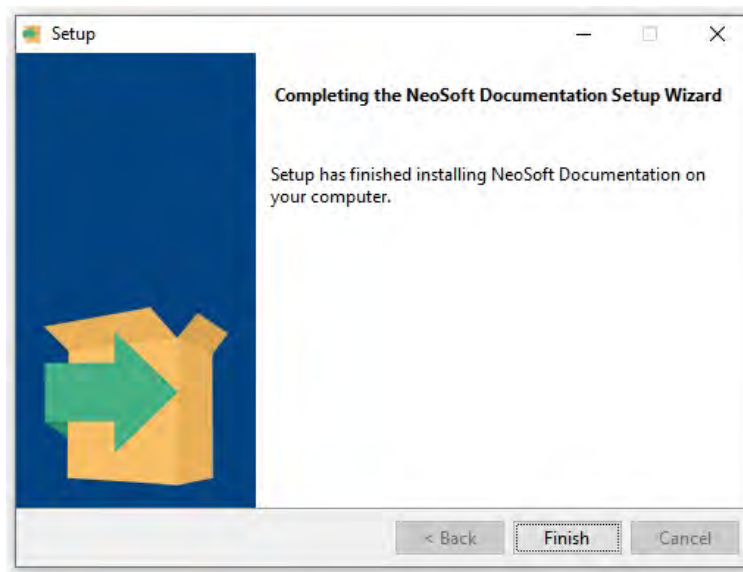 Setup
Completing the NeoSoft Documentation Setup Wizard
Setup has finished installing NeoSoft Documentation on
your computer.
< Back Finish Cancel